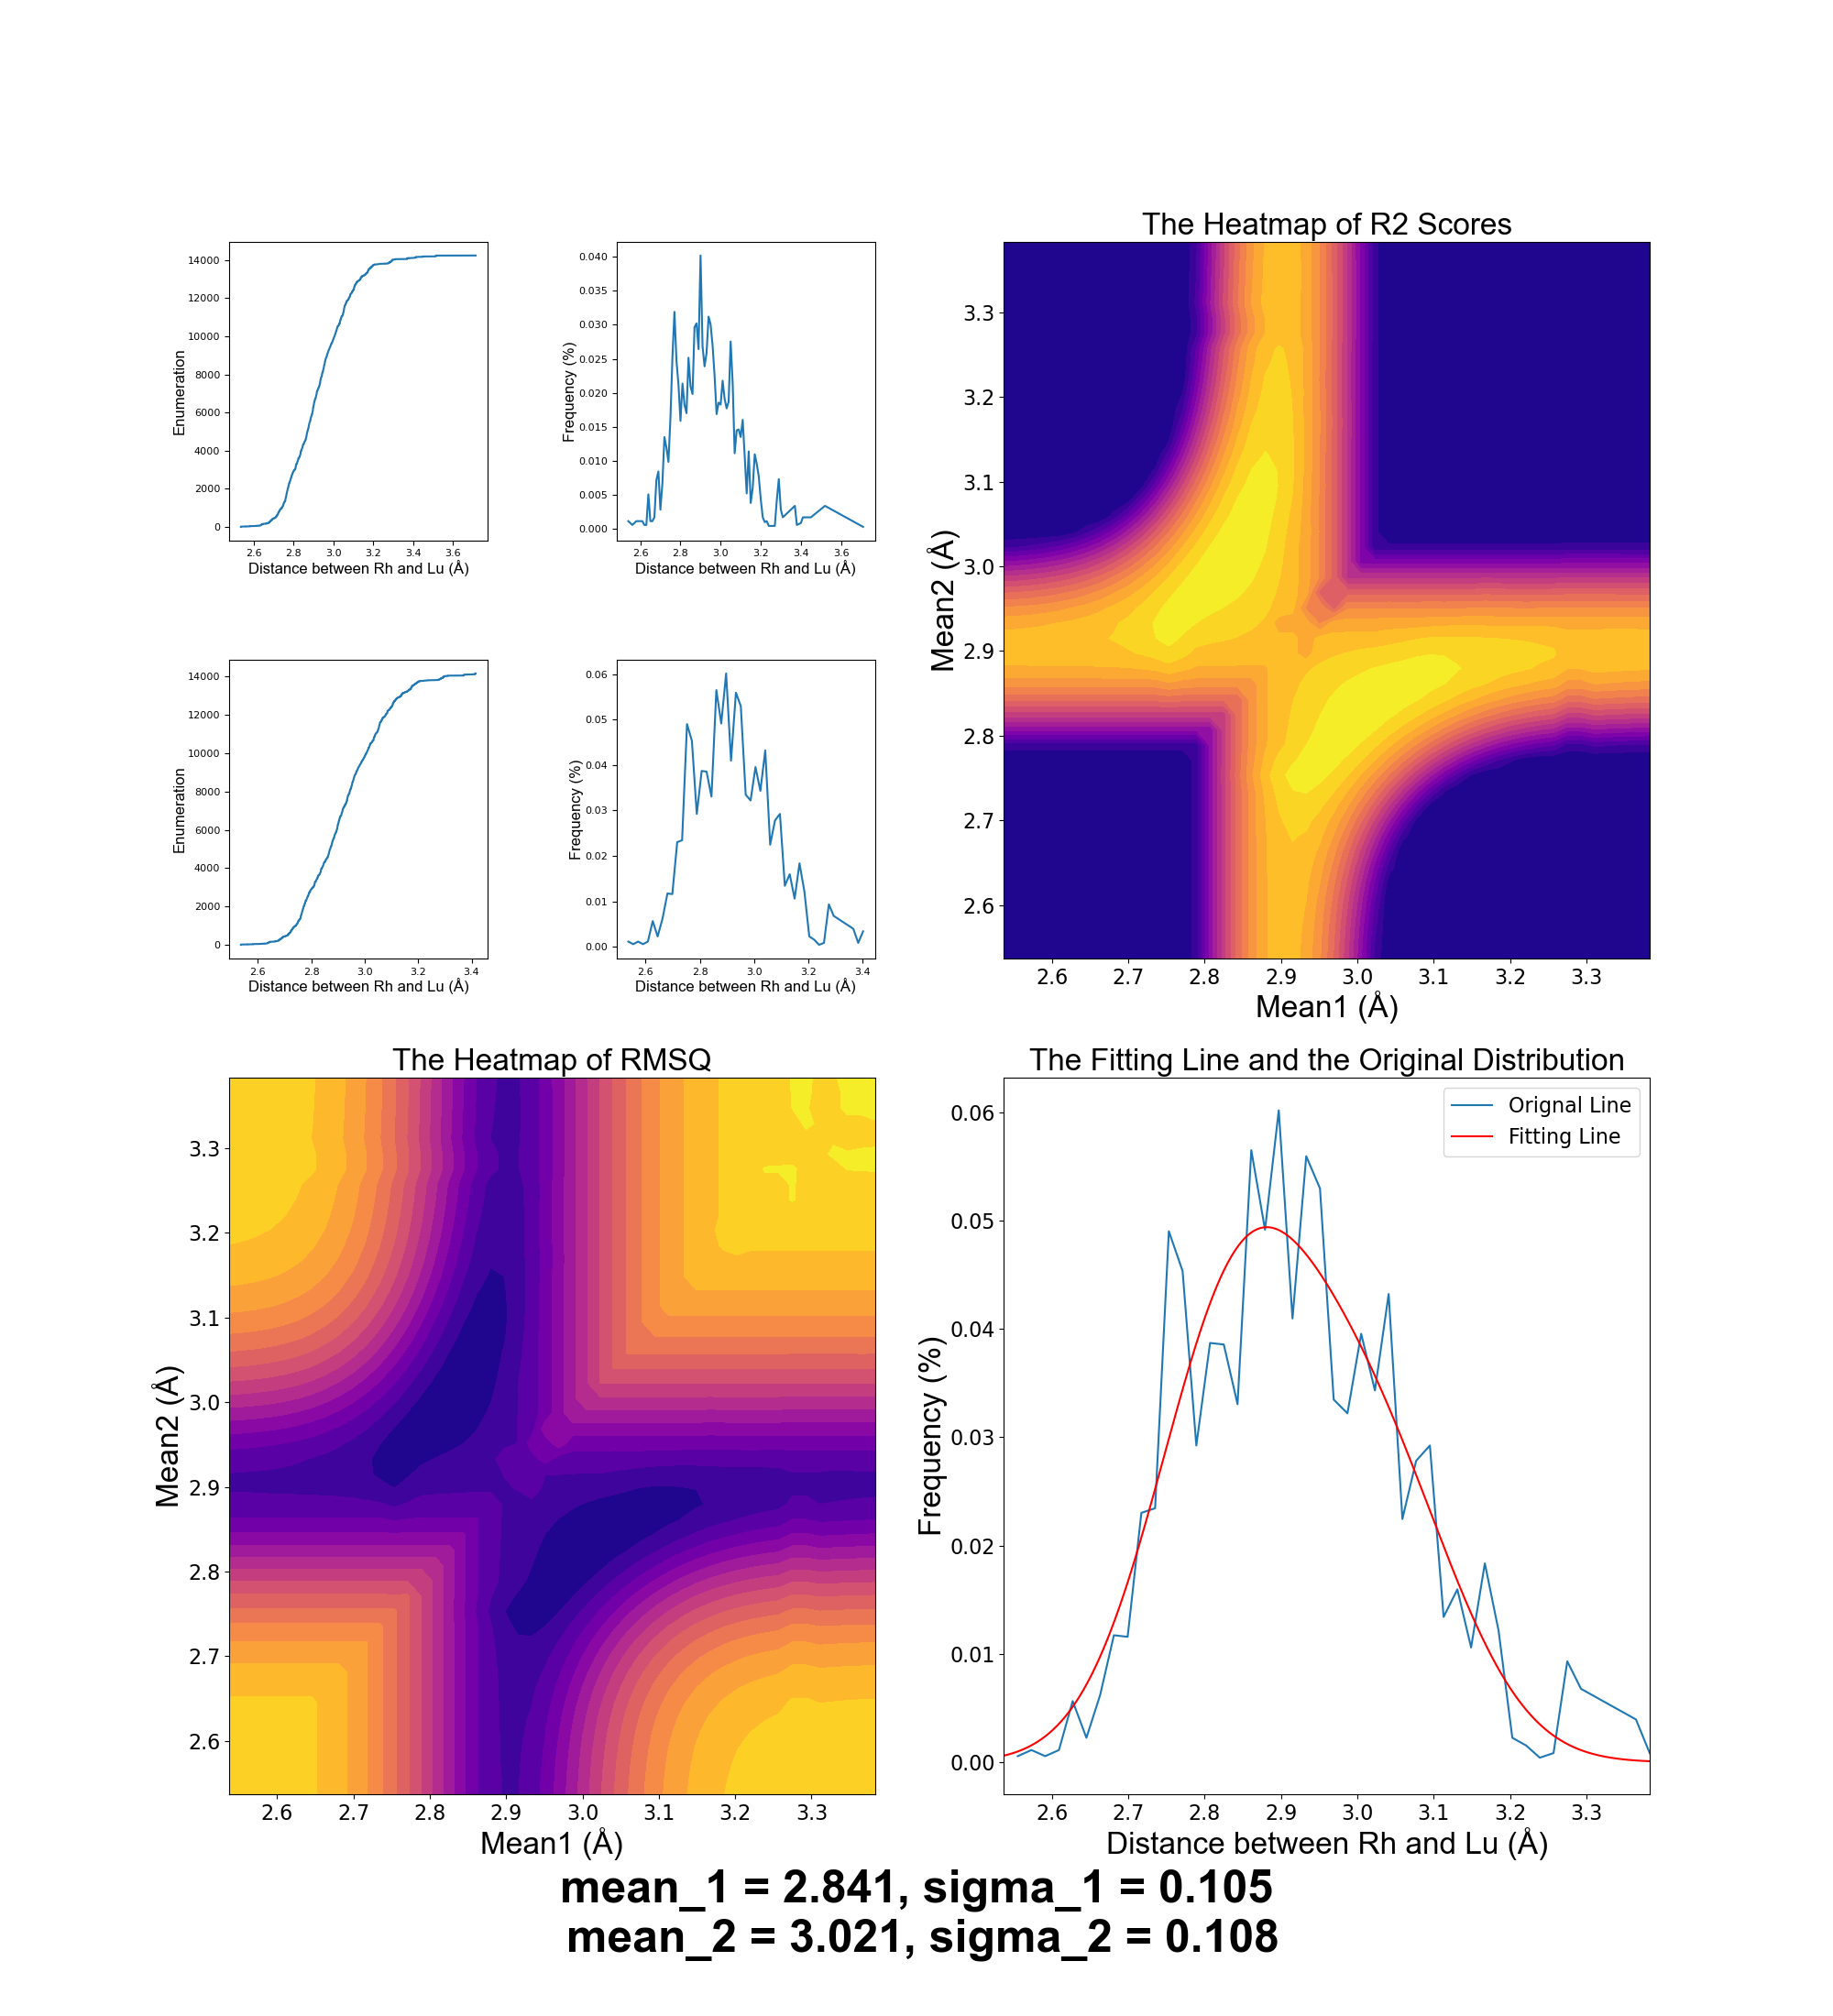 The Heatmap of R2 Scores
14000
12000
10000
8000
6000
4000
2000
0
Enumeration
2.6 2.8 3.0 3.2 3.4 3.6
Distance between Rh and Lu (Å)
0.040
0.035
0.030
0.025
0.020
0.015
0.010
0.005
0.000
Frequency (%)
2.6 2.8 3.0 3.2 3.4 3.6
Distance between Rh and Lu (Å)
14000
12000
10000
8000
6000
4000
2000
0
Enumeration
2.6 2.8 3.0 3.2 3.4
Distance between Rh and Lu (Å)
0.06
0.05
0.04
0.03
0.02
0.01
0.00
Frequency (%)
2.6 2.8 3.0 3.2 3.4
Distance between Rh and Lu (Å)
3.3
3.2
3.1
3.0
2.9
2.8
2.7
2.6
Mean2 (Å)
2.6 2.7 2.8 2.9 3.0 3.1 3.2 3.3
Mean1 (Å)
The Heatmap of RMSQ
3.3
3.2
3.1
3.0
2.9
2.8
2.7
2.6
Mean2 (Å)
2.6 2.7 2.8 2.9 3.0 3.1 3.2 3.3
Mean1 (Å)
The Fitting Line and the Original Distribution
Orignal Line
Fitting Line
0.06
0.05
0.04
0.03
0.02
0.01
0.00
Frequency (%)
2.6 2.7 2.8 2.9 3.0 3.1 3.2 3.3
Distance between Rh and Lu (Å)
mean_1 = 2.841, sigma_1 = 0.105
mean_2 = 3.021, sigma_2 = 0.108